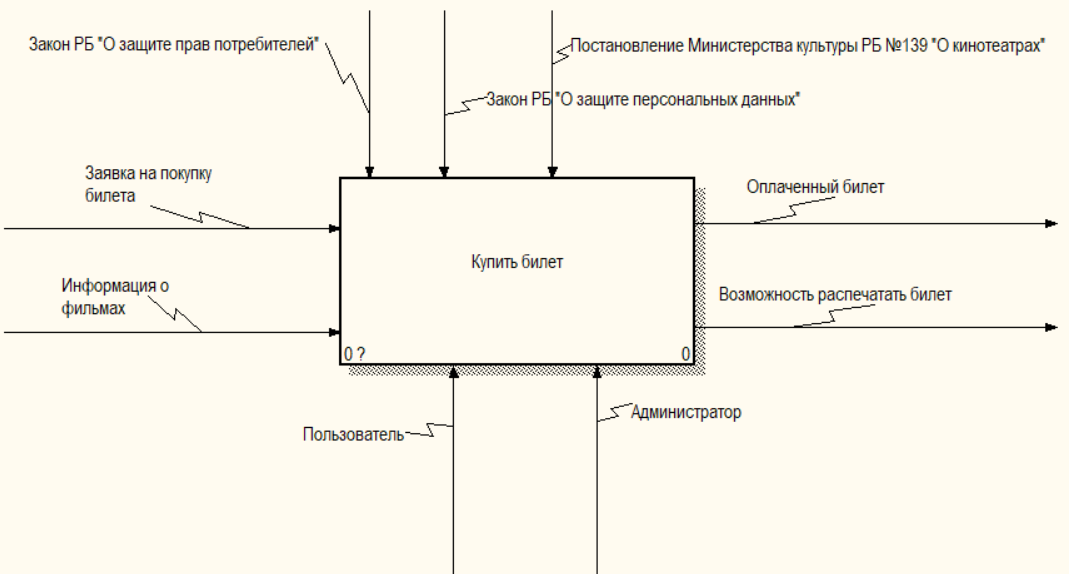 Закон РБ "О защите прав потребителей"
Постановление Министерства культуры РБ №139 "О кинотеатрах"
Закон РБ "О защите персональных данных"
Заявка на покупку
билета
Оплаченный билет
Купить билет
Информация о
фильмах
Возможность распечатать билет
0 ?
0
Пользователь
Администратор